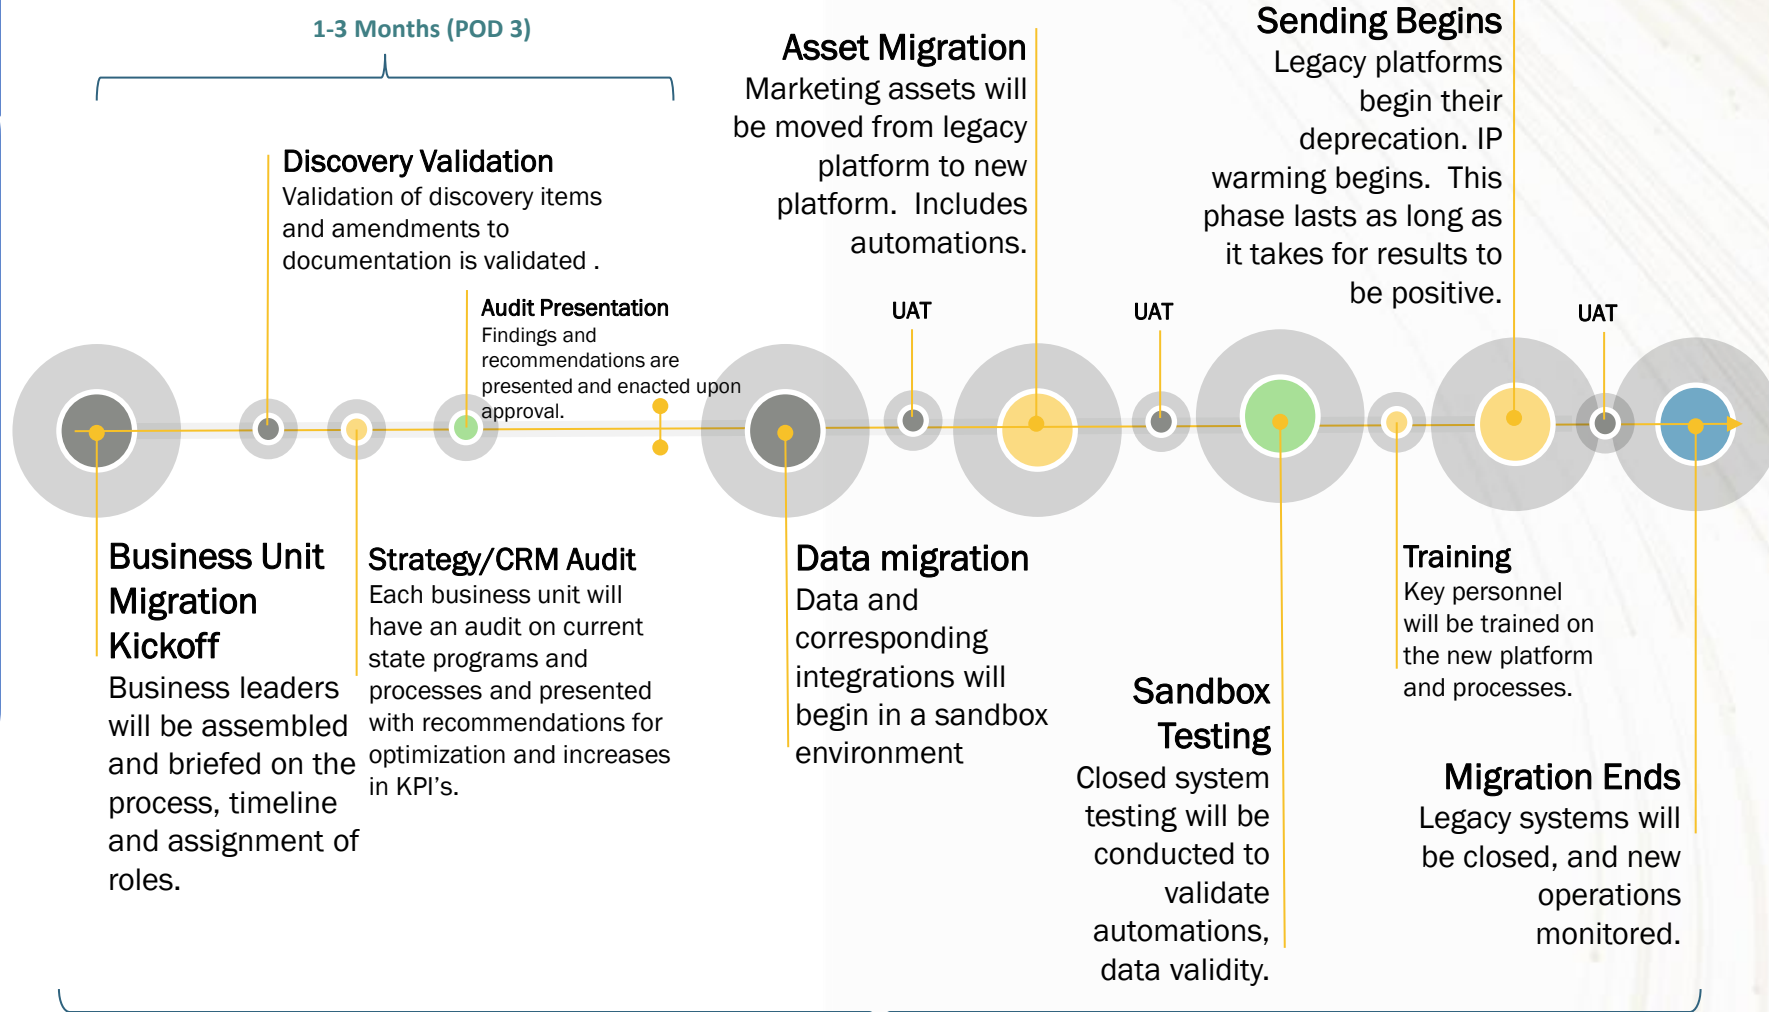 1-3 Months (POD 3)
Discovery Validation
Validation of discovery items
and amendments to
documentation is validated .
Audit Presentation
Findings and
recommendations are
presented and enacted upon
approval.
Asset Migration
Marketing assets will
be moved from legacy
platform to new
platform.  Includes
automations.
UAT
UAT
Sending Begins
Legacy platforms
begin their
deprecation. IP
warming begins.  This
phase lasts as long as
it takes for results to
be positive.
UAT
Business Unit
Migration
Kickoff
Business leaders
will be assembled
and briefed on the
process, timeline
and assignment of
roles.
Strategy/CRM Audit
Each business unit will
have an audit on current
state programs and
processes and presented
with recommendations for
optimization and increases
in KPI’s.
Data migration
Data and
corresponding
integrations will
begin in a sandbox
environment
Sandbox
Testing
Closed system
testing will be
conducted to
validate
automations,
data validity.
Training
Key personnel
will be trained on
the new platform
and processes.
Migration Ends
Legacy systems will
be closed, and new
operations
monitored.